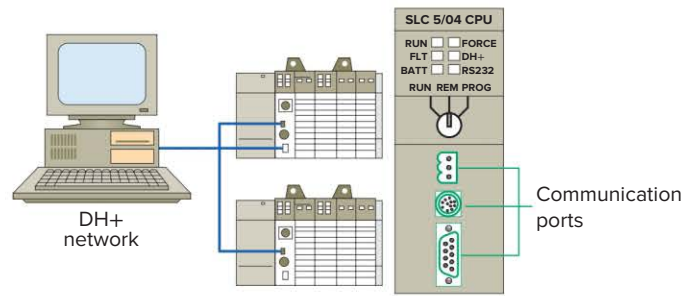 SLC 5/04 CPU
RUN FORCE
FLT DH+
BATT RS232
RUN REM PROG
Communication
ports
DH+
network